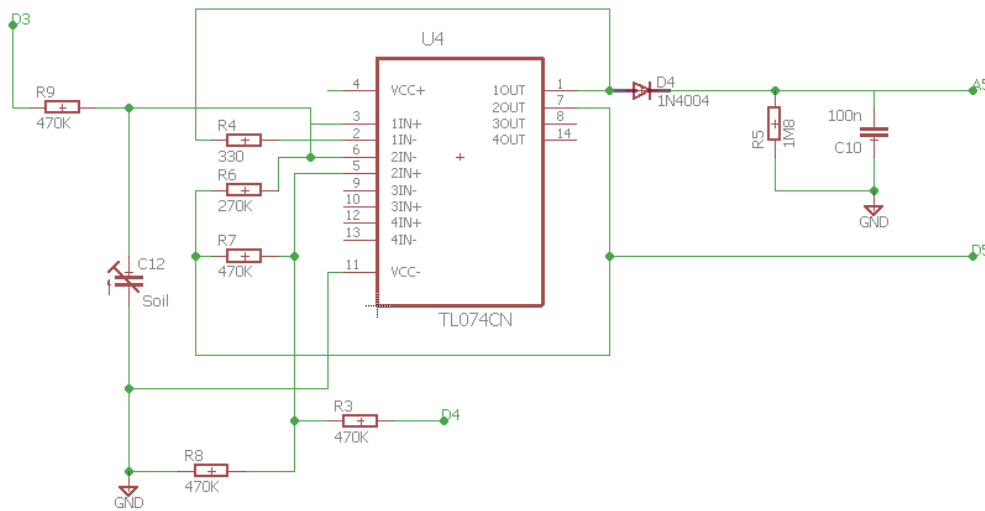 D3
U4
R9
470K
4 VCC+
1OUT 1
D4
1N4004
A5
2OUT 7
3 1IN+
3OUT 8
R4
330
2 1IN-
4OUT 14
R5
1M8
100n
C10
6 2IN-
R6
270K
5 2IN+
9 3IN-
10 3IN+
12 4IN+
13 4IN-
GND
R7
470K
D5
C12
Soil
11 VCC-
TL074CN
R3
470K
D4
R8
470K
GND